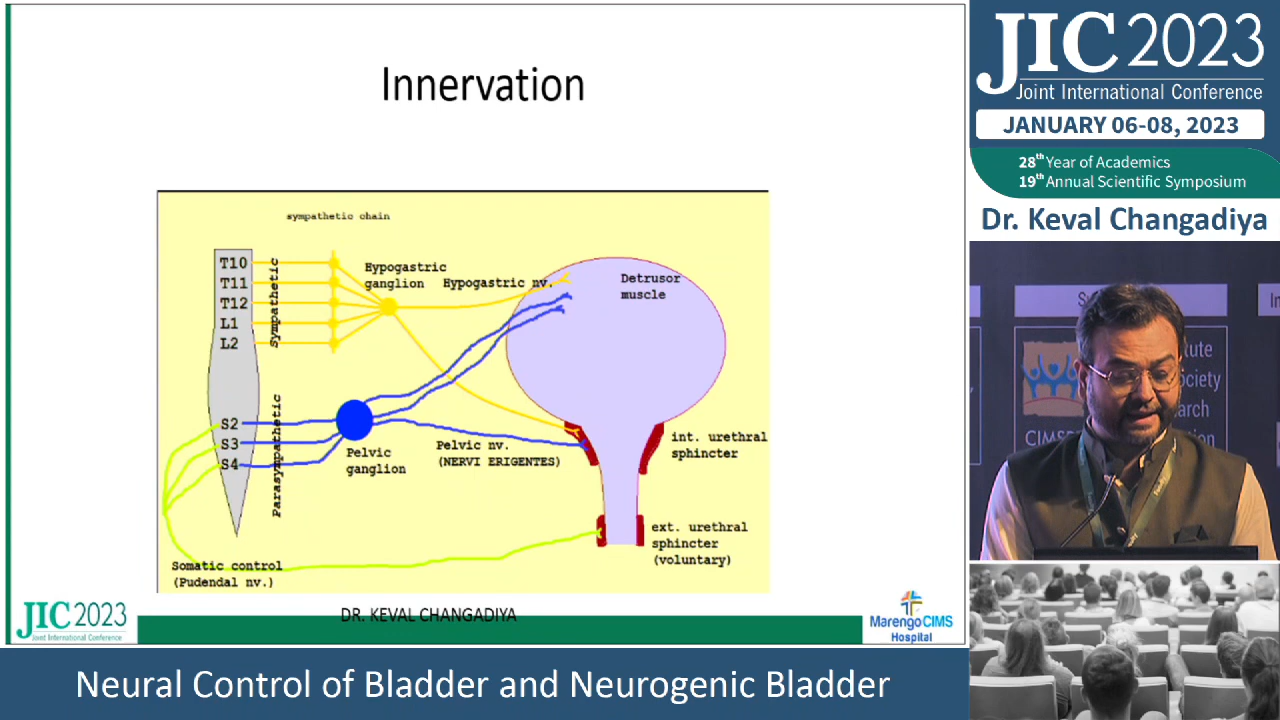 Innervation
sympathetic chain
T10
T11
T12
L1
L2
Sympathetic
Hypogastric
ganglion
Hypogastric nv.
Detrusor
muscle
S2
S3
S4
Parasympathetic
Pelvic
ganglion
Pelvic nv.
(NERVI ERIGENTES)
int. urethral
sphincter
ext. urethral
sphincter
(voluntary)
Somatic control
(Pudendal nv.)
JIC 2023
Joint International Conference
DR. KEVAL CHANGADIYA
MarengoCIMS
Hospital
Neural Control of Bladder and Neurogenic Bladder
JIC 2023
Joint International Conference
JANUARY 06-08, 2023
28th Year of Academics
19th Annual Scientific Symposium
Dr. Keval Changadiya